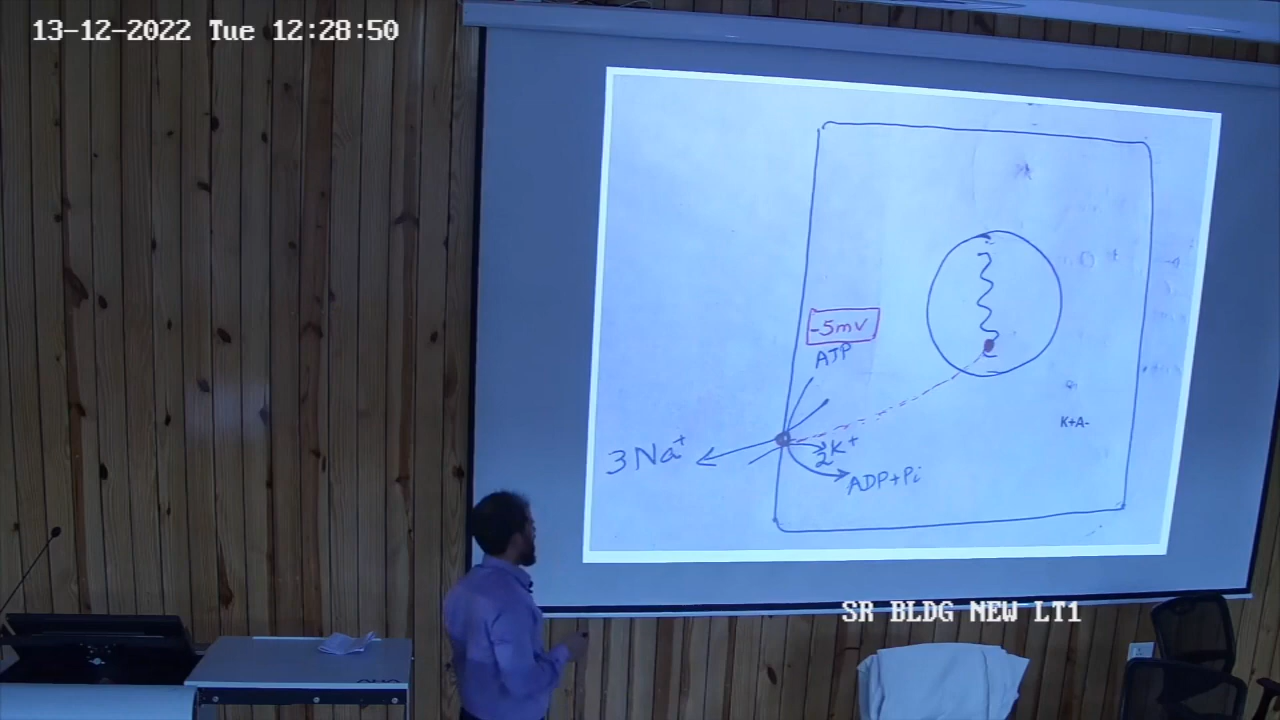 13-12-2022 Tue 12:28:50
-5mV
ATP
3Na+
2K+
ADP+Pi
K+A-
SR BLDG NEW LT1